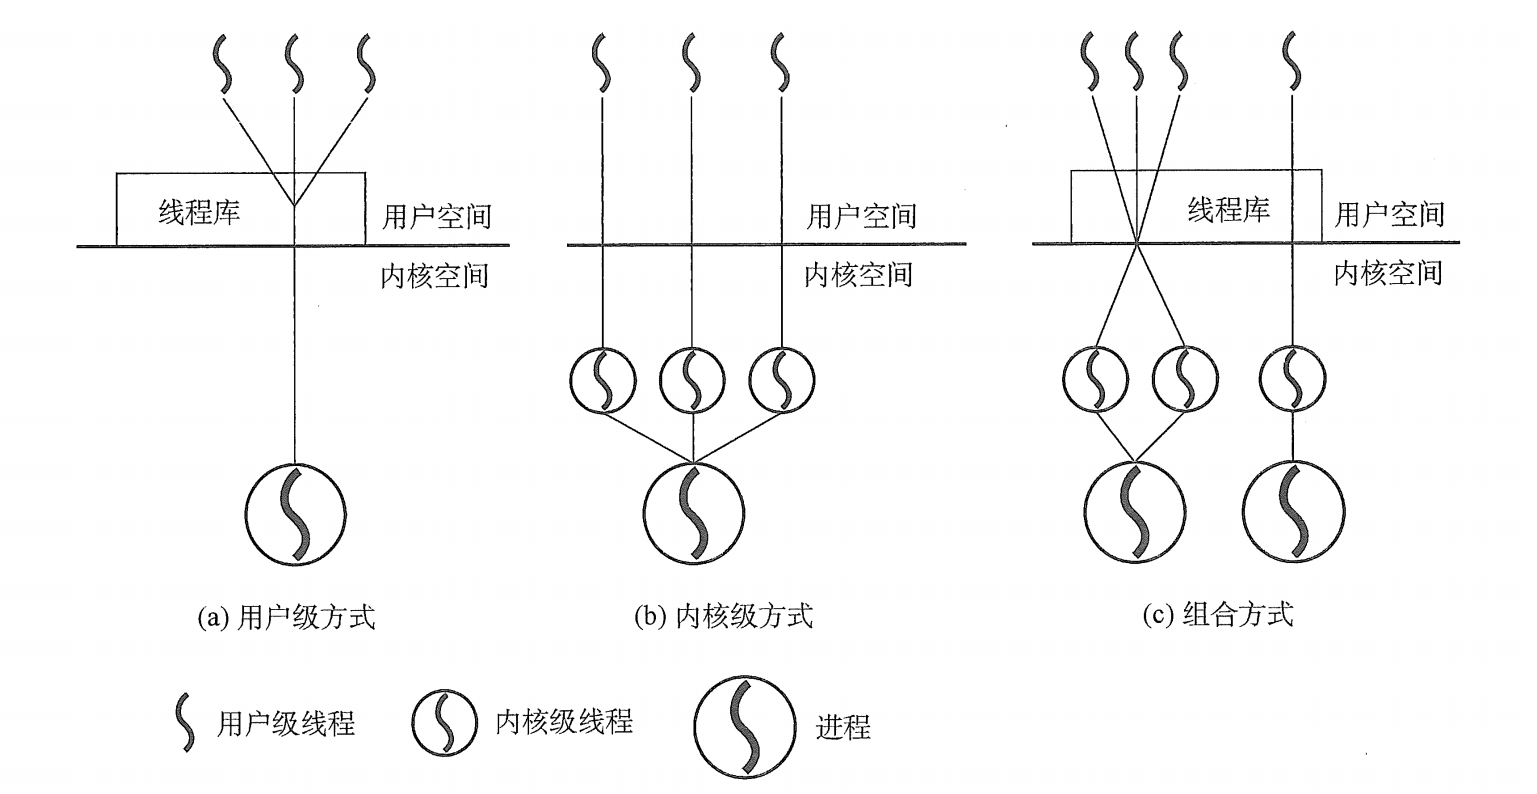 线程库
用户空间
内核空间
(a) 用户级方式
用户空间
内核空间
(b) 内核级方式
线程库
用户空间
内核空间
(c) 组合方式
用户级线程
内核级线程
进程